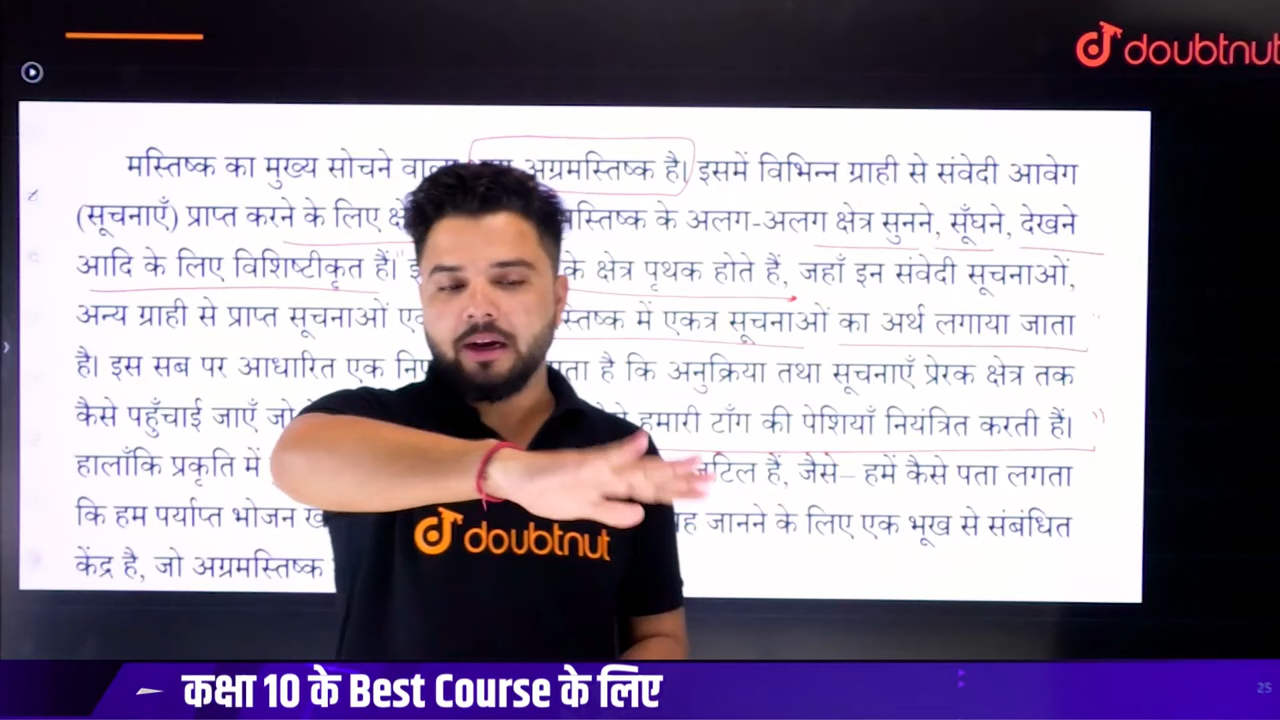 doubtnut
मस्तिष्क का मुख्य सोचने अग्रमस्तिष्क है। इसमें विभिन्न ग्राही से संवेदी आवेग
(सूचनाएँ) प्राप्त करने के लिए के अलग-अलग क्षेत्र सुनने, सूँघने, देखने
आदि के लिए विशिष्टीकृत हैं। के क्षेत्र पृथक होते हैं, जहाँ इन संवेदी सूचनाओं,
अन्य ग्राही से प्राप्त सूचनाओं में एकत्र सूचनाओं का अर्थ लगाया जाता
है। इस सब पर आधारित एक है कि अनुक्रिया तथा सूचनाएँ प्रेरक क्षेत्र तक
कैसे पहुँचाई जाएँ जो हमारी टाँग की पेशियाँ नियंत्रित करती हैं।
हालाँकि प्रकृति में हैं, जैसे– हमें कैसे पता लगता
कि हम पर्याप्त भोजन जानने के लिए एक भूख से संबंधित
केंद्र है, जो अग्रमस्तिष्क
doubtnut
कक्षा 10 के Best Course के लिए
25